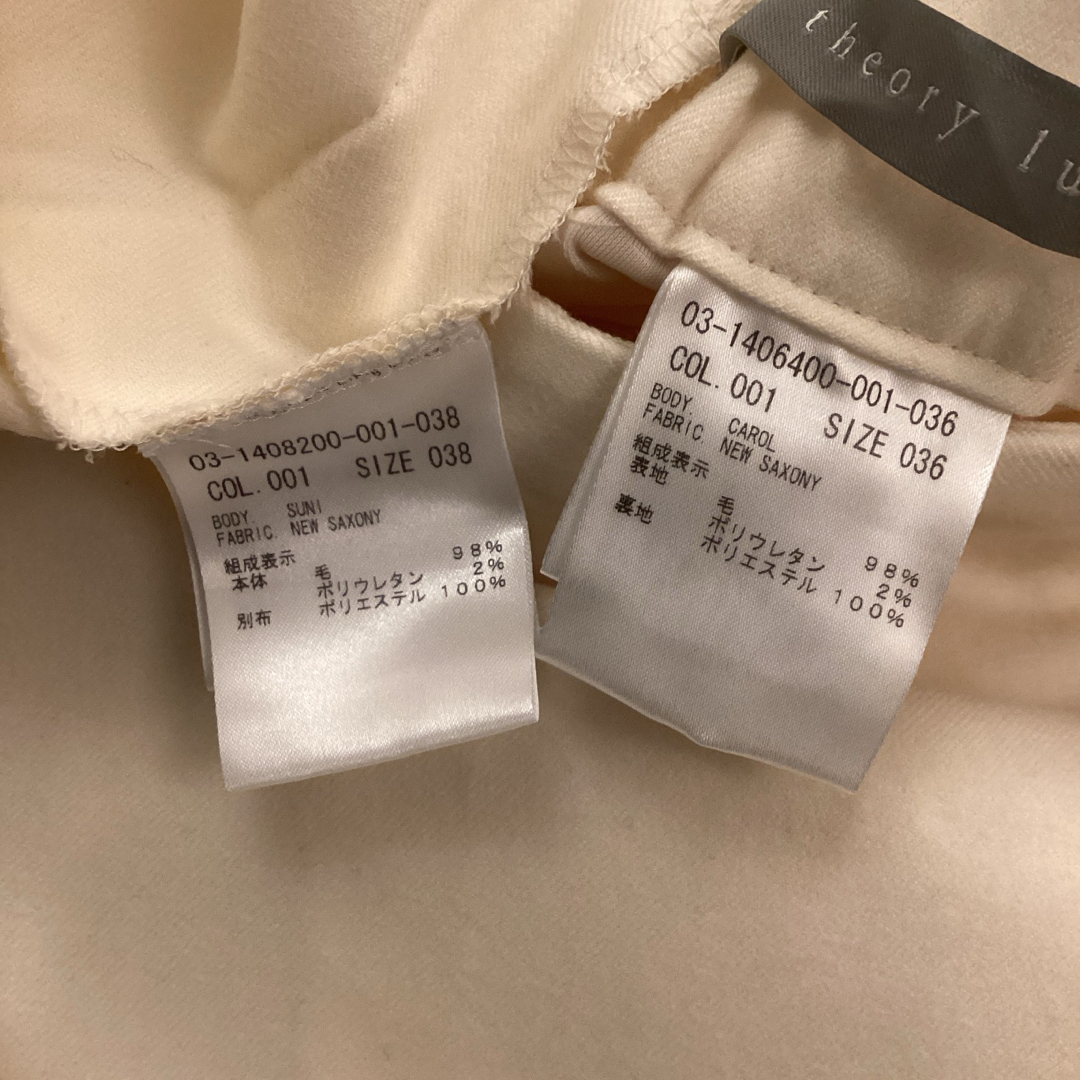 theory lu
03-1408200-001-038
COL. 001 SIZE 038
BODY. SUNI
FABRIC. NEW SAXONY
組成表示
本体 毛 98%
ポリウレタン 2%
別布 ポリエステル 100%
03-1406400-001-036
COL. 001 SIZE 036
BODY. CAROL
FABRIC. NEW SAXONY
組成表示
表地 毛 98%
ポリウレタン 2%
裏地 ポリエステル 100%